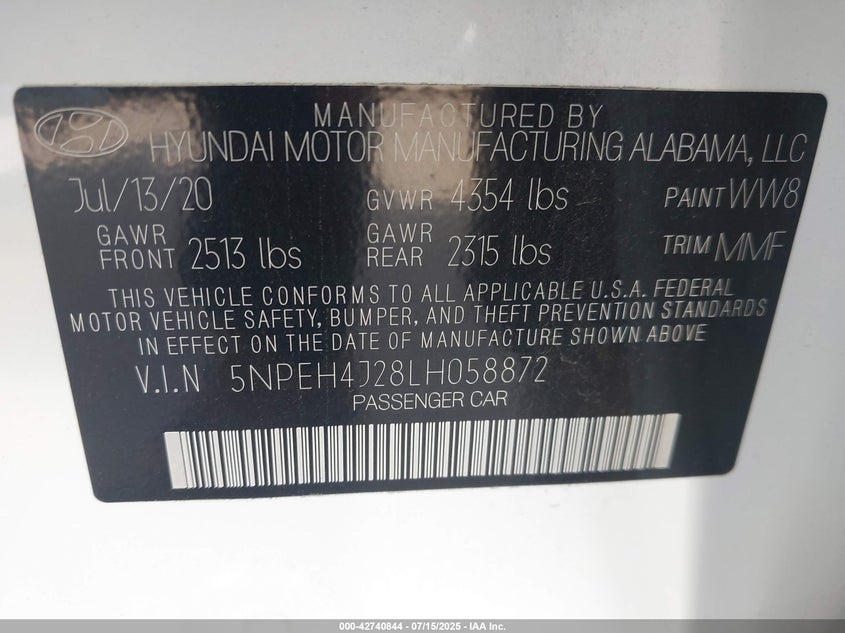 MANUFACTURED BY
HYUNDAI MOTOR MANUFACTURING ALABAMA, LLC
Jul/13/20 GVWR 4354 lbs PAINT WW8
GAWR FRONT 2513 lbs GAWR REAR 2315 lbs TRIM MMF
THIS VEHICLE CONFORMS TO ALL APPLICABLE U.S.A. FEDERAL
MOTOR VEHICLE SAFETY, BUMPER, AND THEFT PREVENTION STANDARDS
IN EFFECT ON THE DATE OF MANUFACTURE SHOWN ABOVE
V.I.N 5NPEH4J28LH058872
PASSENGER CAR
000-42740844 - 07/15/2025 - IAA Inc.